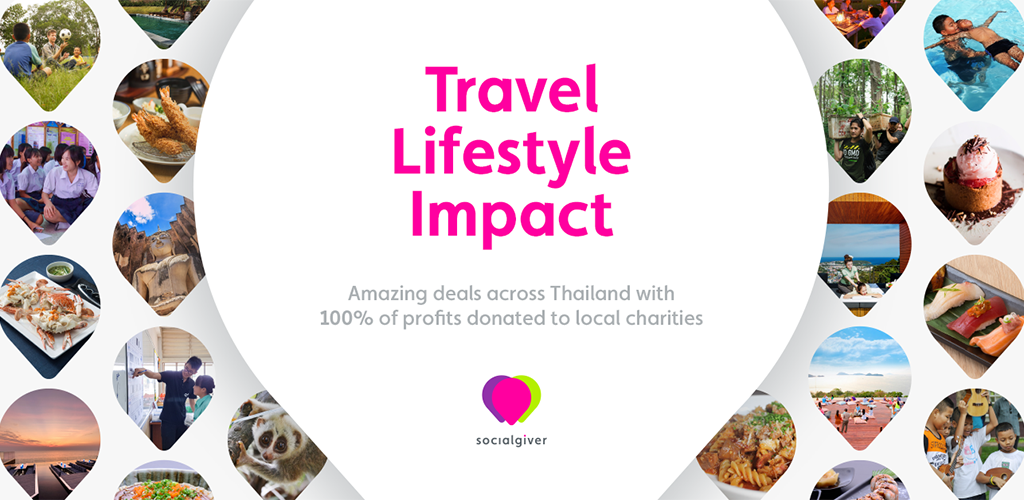 Travel
Lifestyle
Impact
Amazing deals across Thailand with
100% of profits donated to local charities
socialgiver